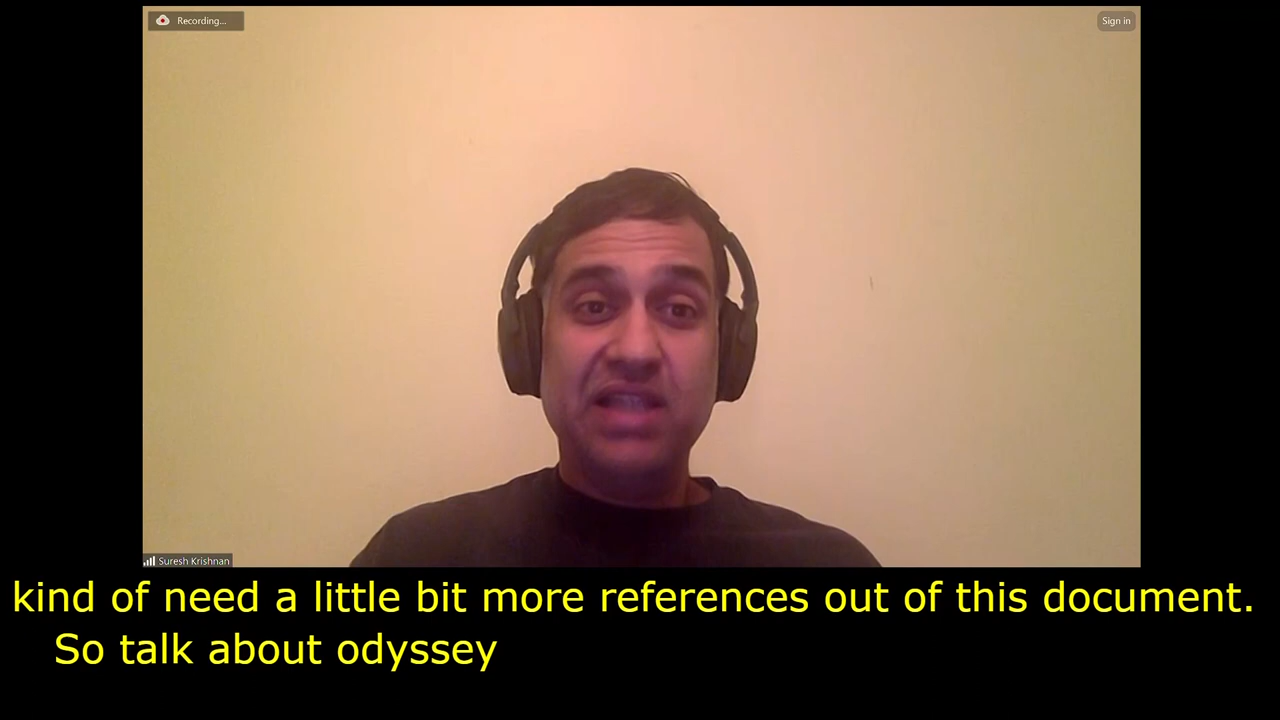 Recording...
Sign in
Suresh Krishnan
kind of need a little bit more references out of this document.
So talk about odyssey